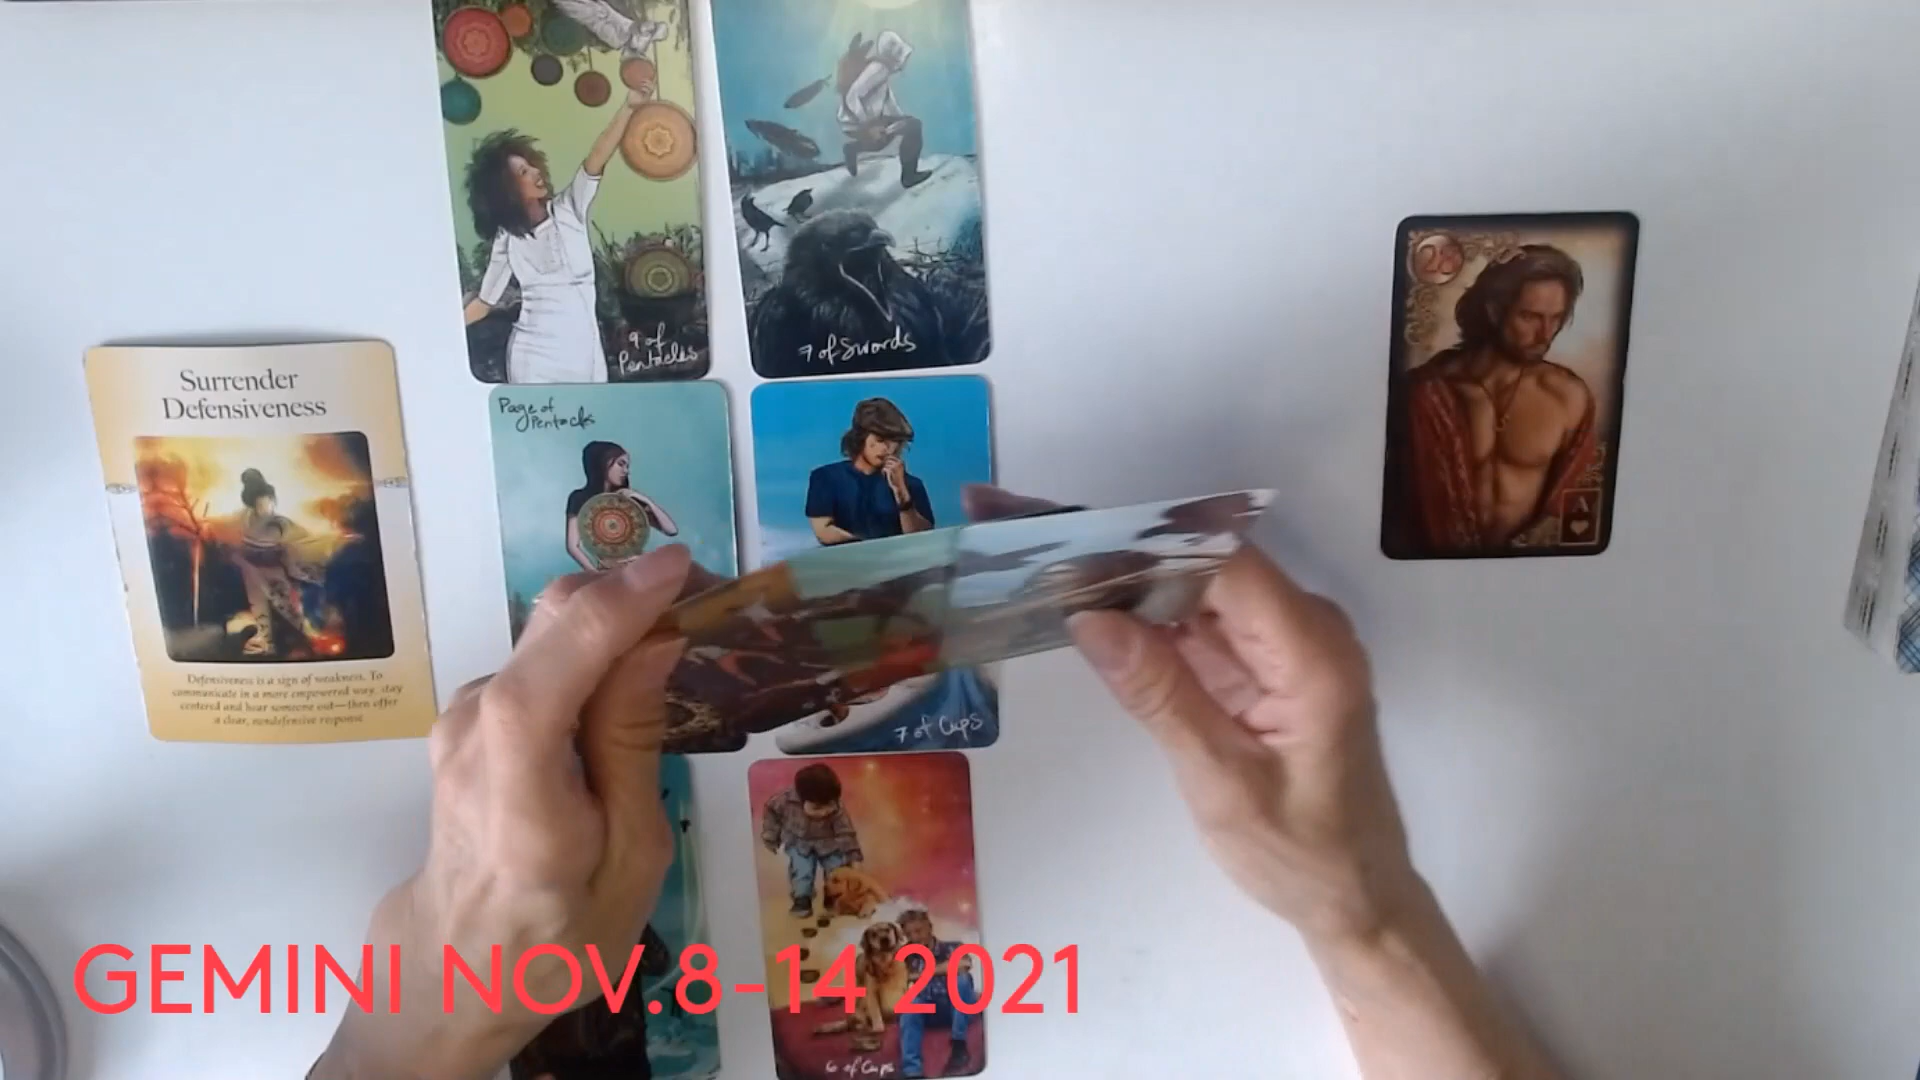 9 of
Pentacles
7 of Swords
Surrender
Defensiveness
Defensiveness is a sign of weakness. To
communicate in a more empowered way, stay
centered and hear someone out—then offer
a clear, nondefensive response
Page of
Pentacles
28
A
7 of Cups
6 of Cups
GEMINI NOV.8-14 2021